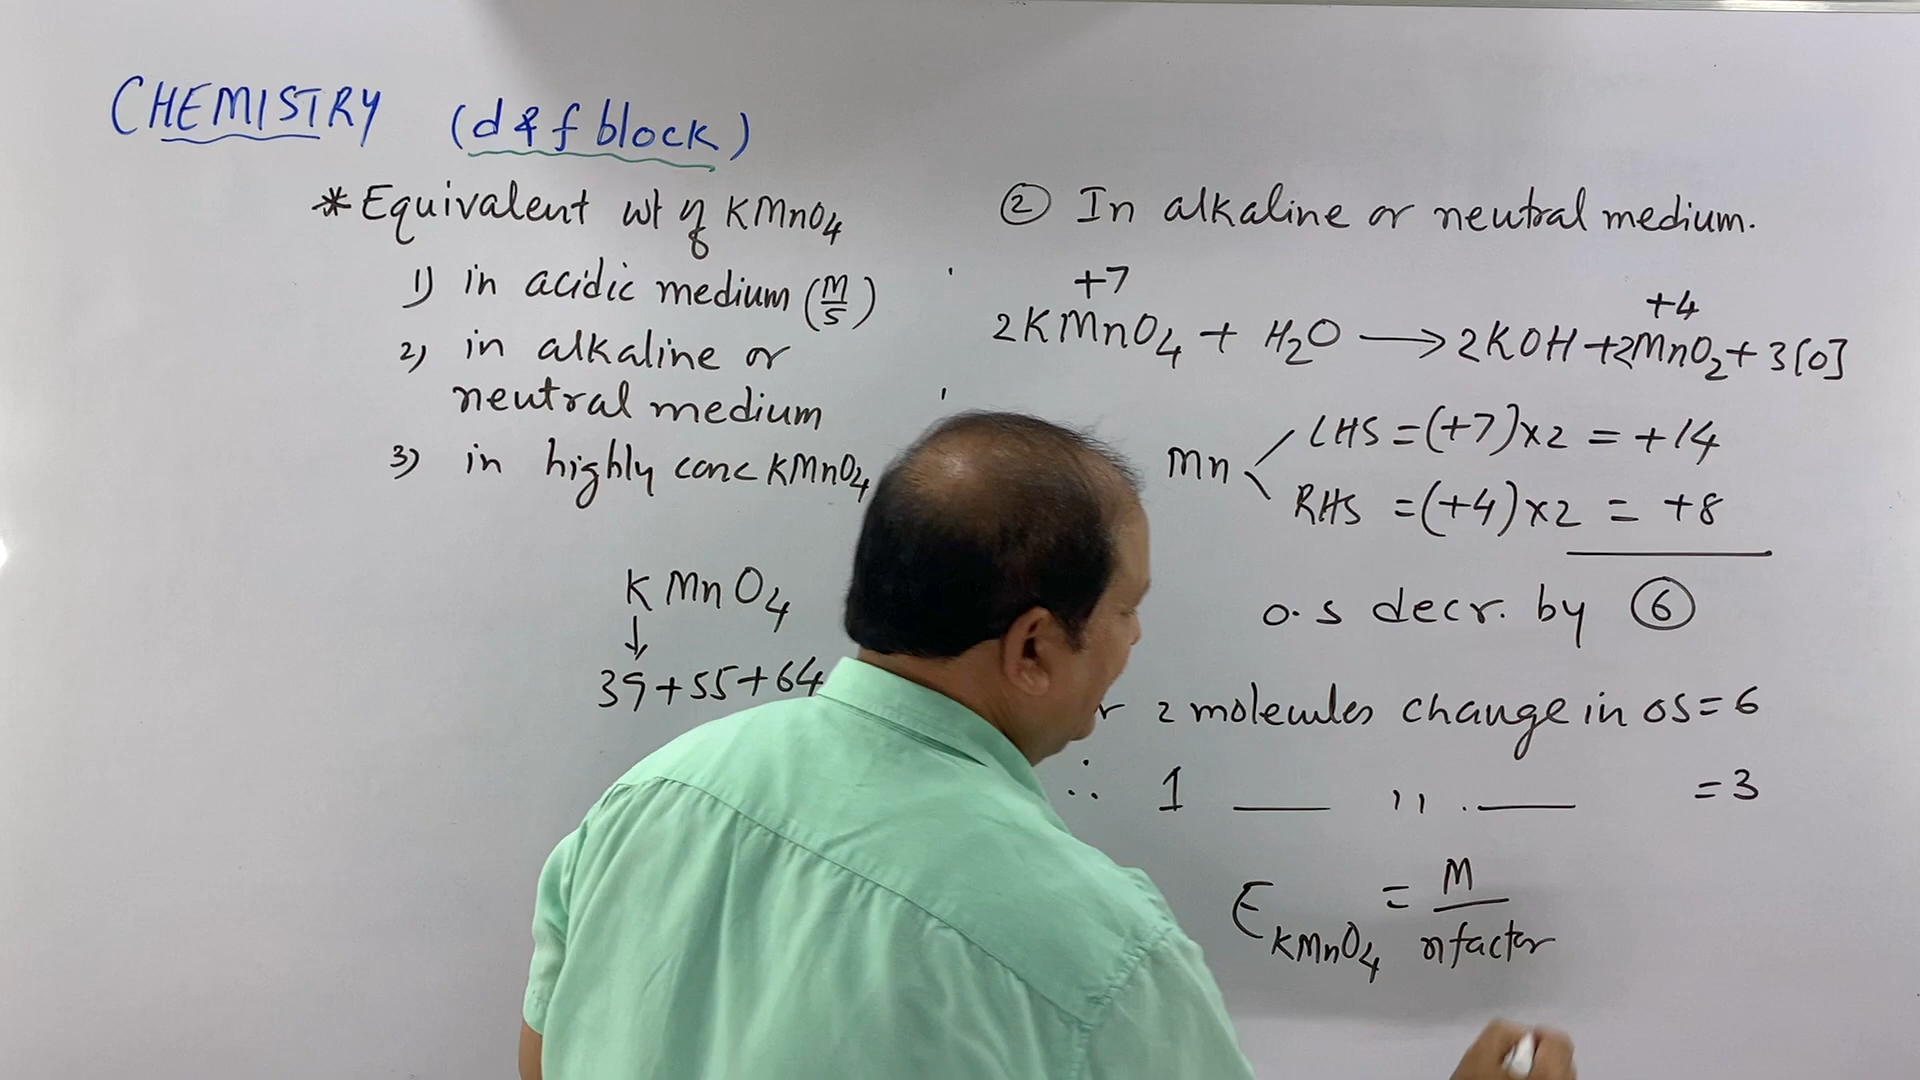 CHEMISTRY (d & f block)
* Equivalent wt of KMnO4
1) in acidic medium (M/5)
2) in alkaline or
neutral medium
3) in highly conc KMnO4
KMnO4
↓
39+55+64
② In alkaline or neutral medium.
+7 +4
2KMnO4 + H2O ⟶ 2KOH + 2MnO2 + 3[O]
Mn
LHS = (+7)×2 = +14
RHS = (+4)×2 = +8
o.s decr. by ⑥
2 molecules change in os = 6
∴ 1 —— ,, . —— = 3
E KMnO4 = M / n factor